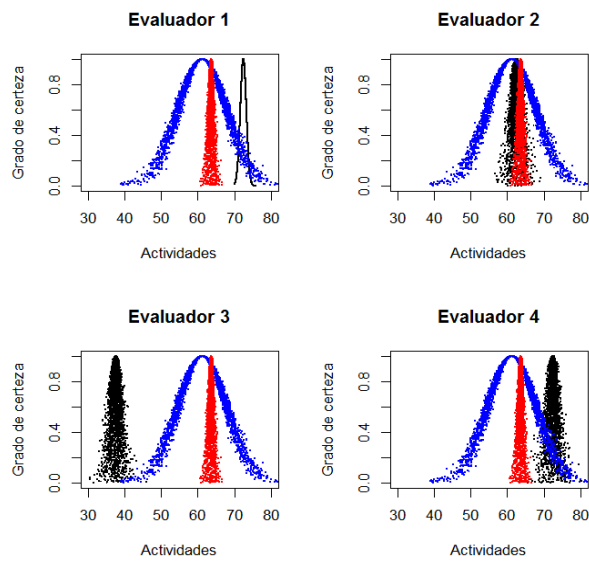 Evaluador 1
Grado de certeza
0.0 0.4 0.8
30 40 50 60 70 80
Actividades
Evaluador 2
Grado de certeza
0.0 0.4 0.8
30 40 50 60 70 80
Actividades
Evaluador 3
Grado de certeza
0.0 0.4 0.8
30 40 50 60 70 80
Actividades
Evaluador 4
Grado de certeza
0.0 0.4 0.8
30 40 50 60 70 80
Actividades